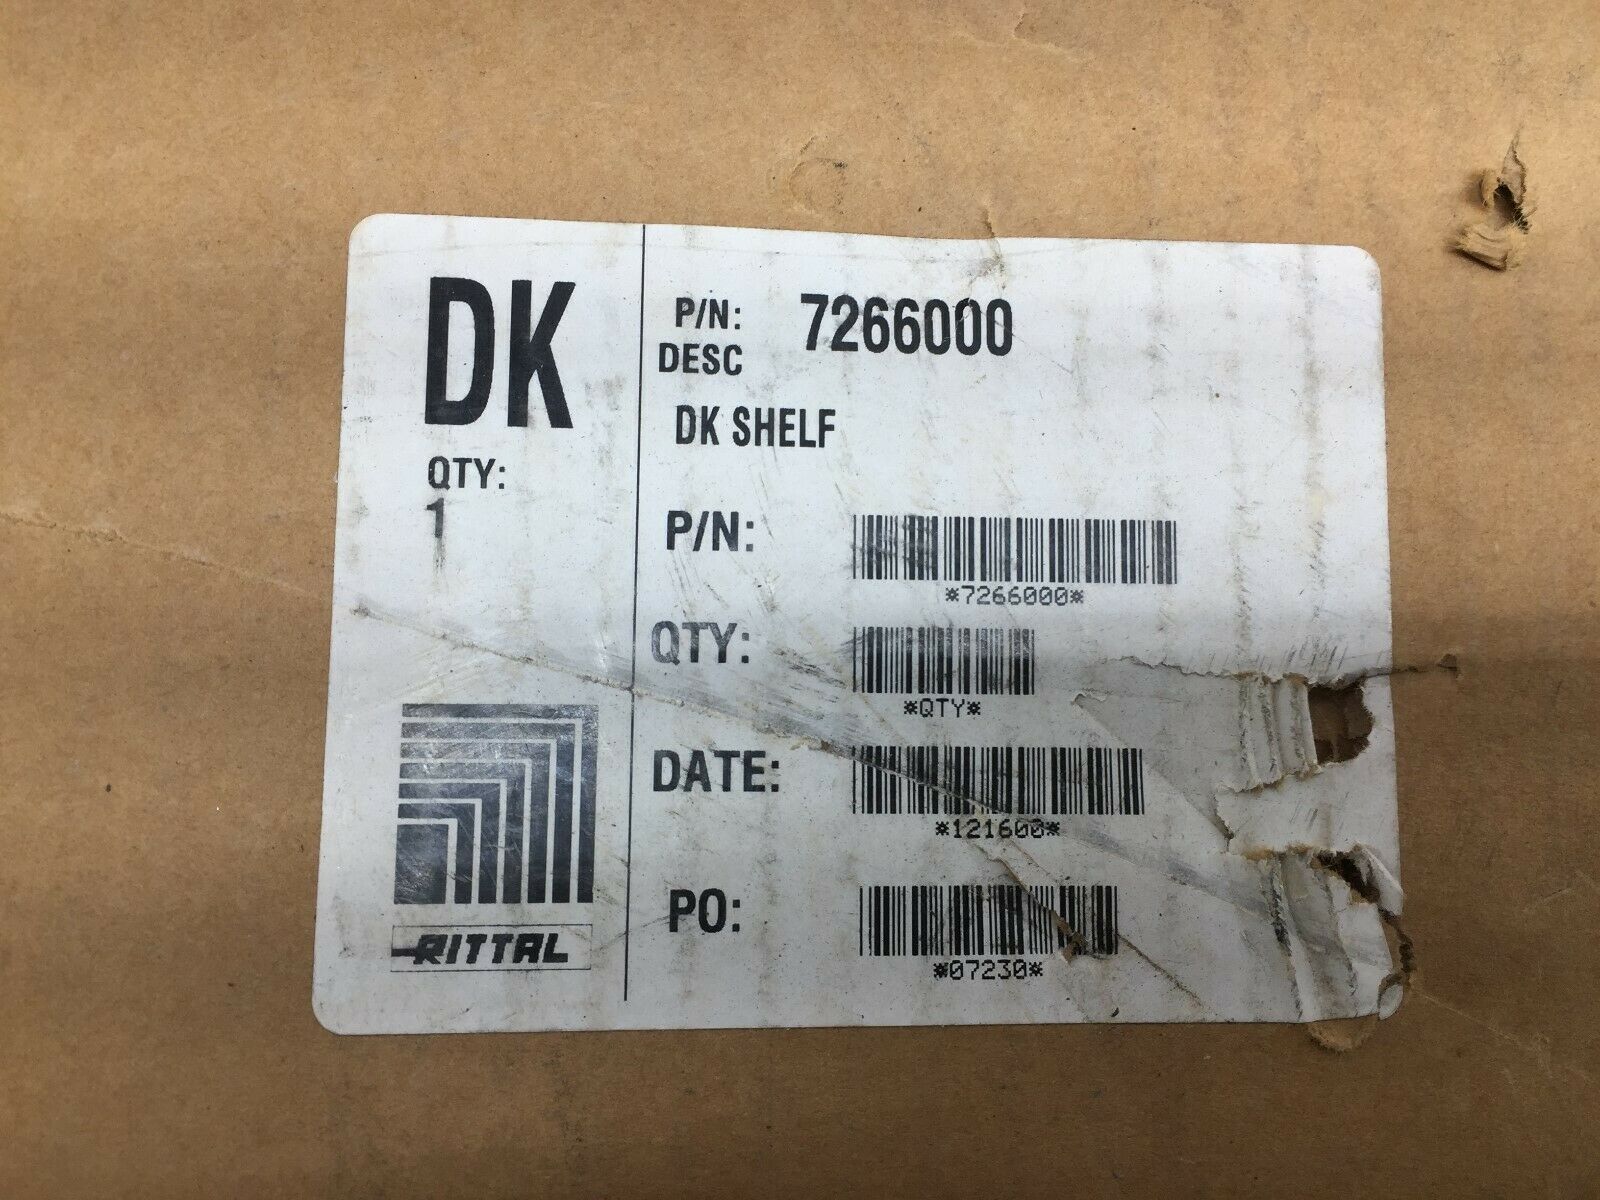 DK
QTY:
1
RITTAL
P/N: 7266000
DESC
DK SHELF
P/N:
*7266000*
QTY:
*QTY*
DATE:
*121600*
PO:
*07230*